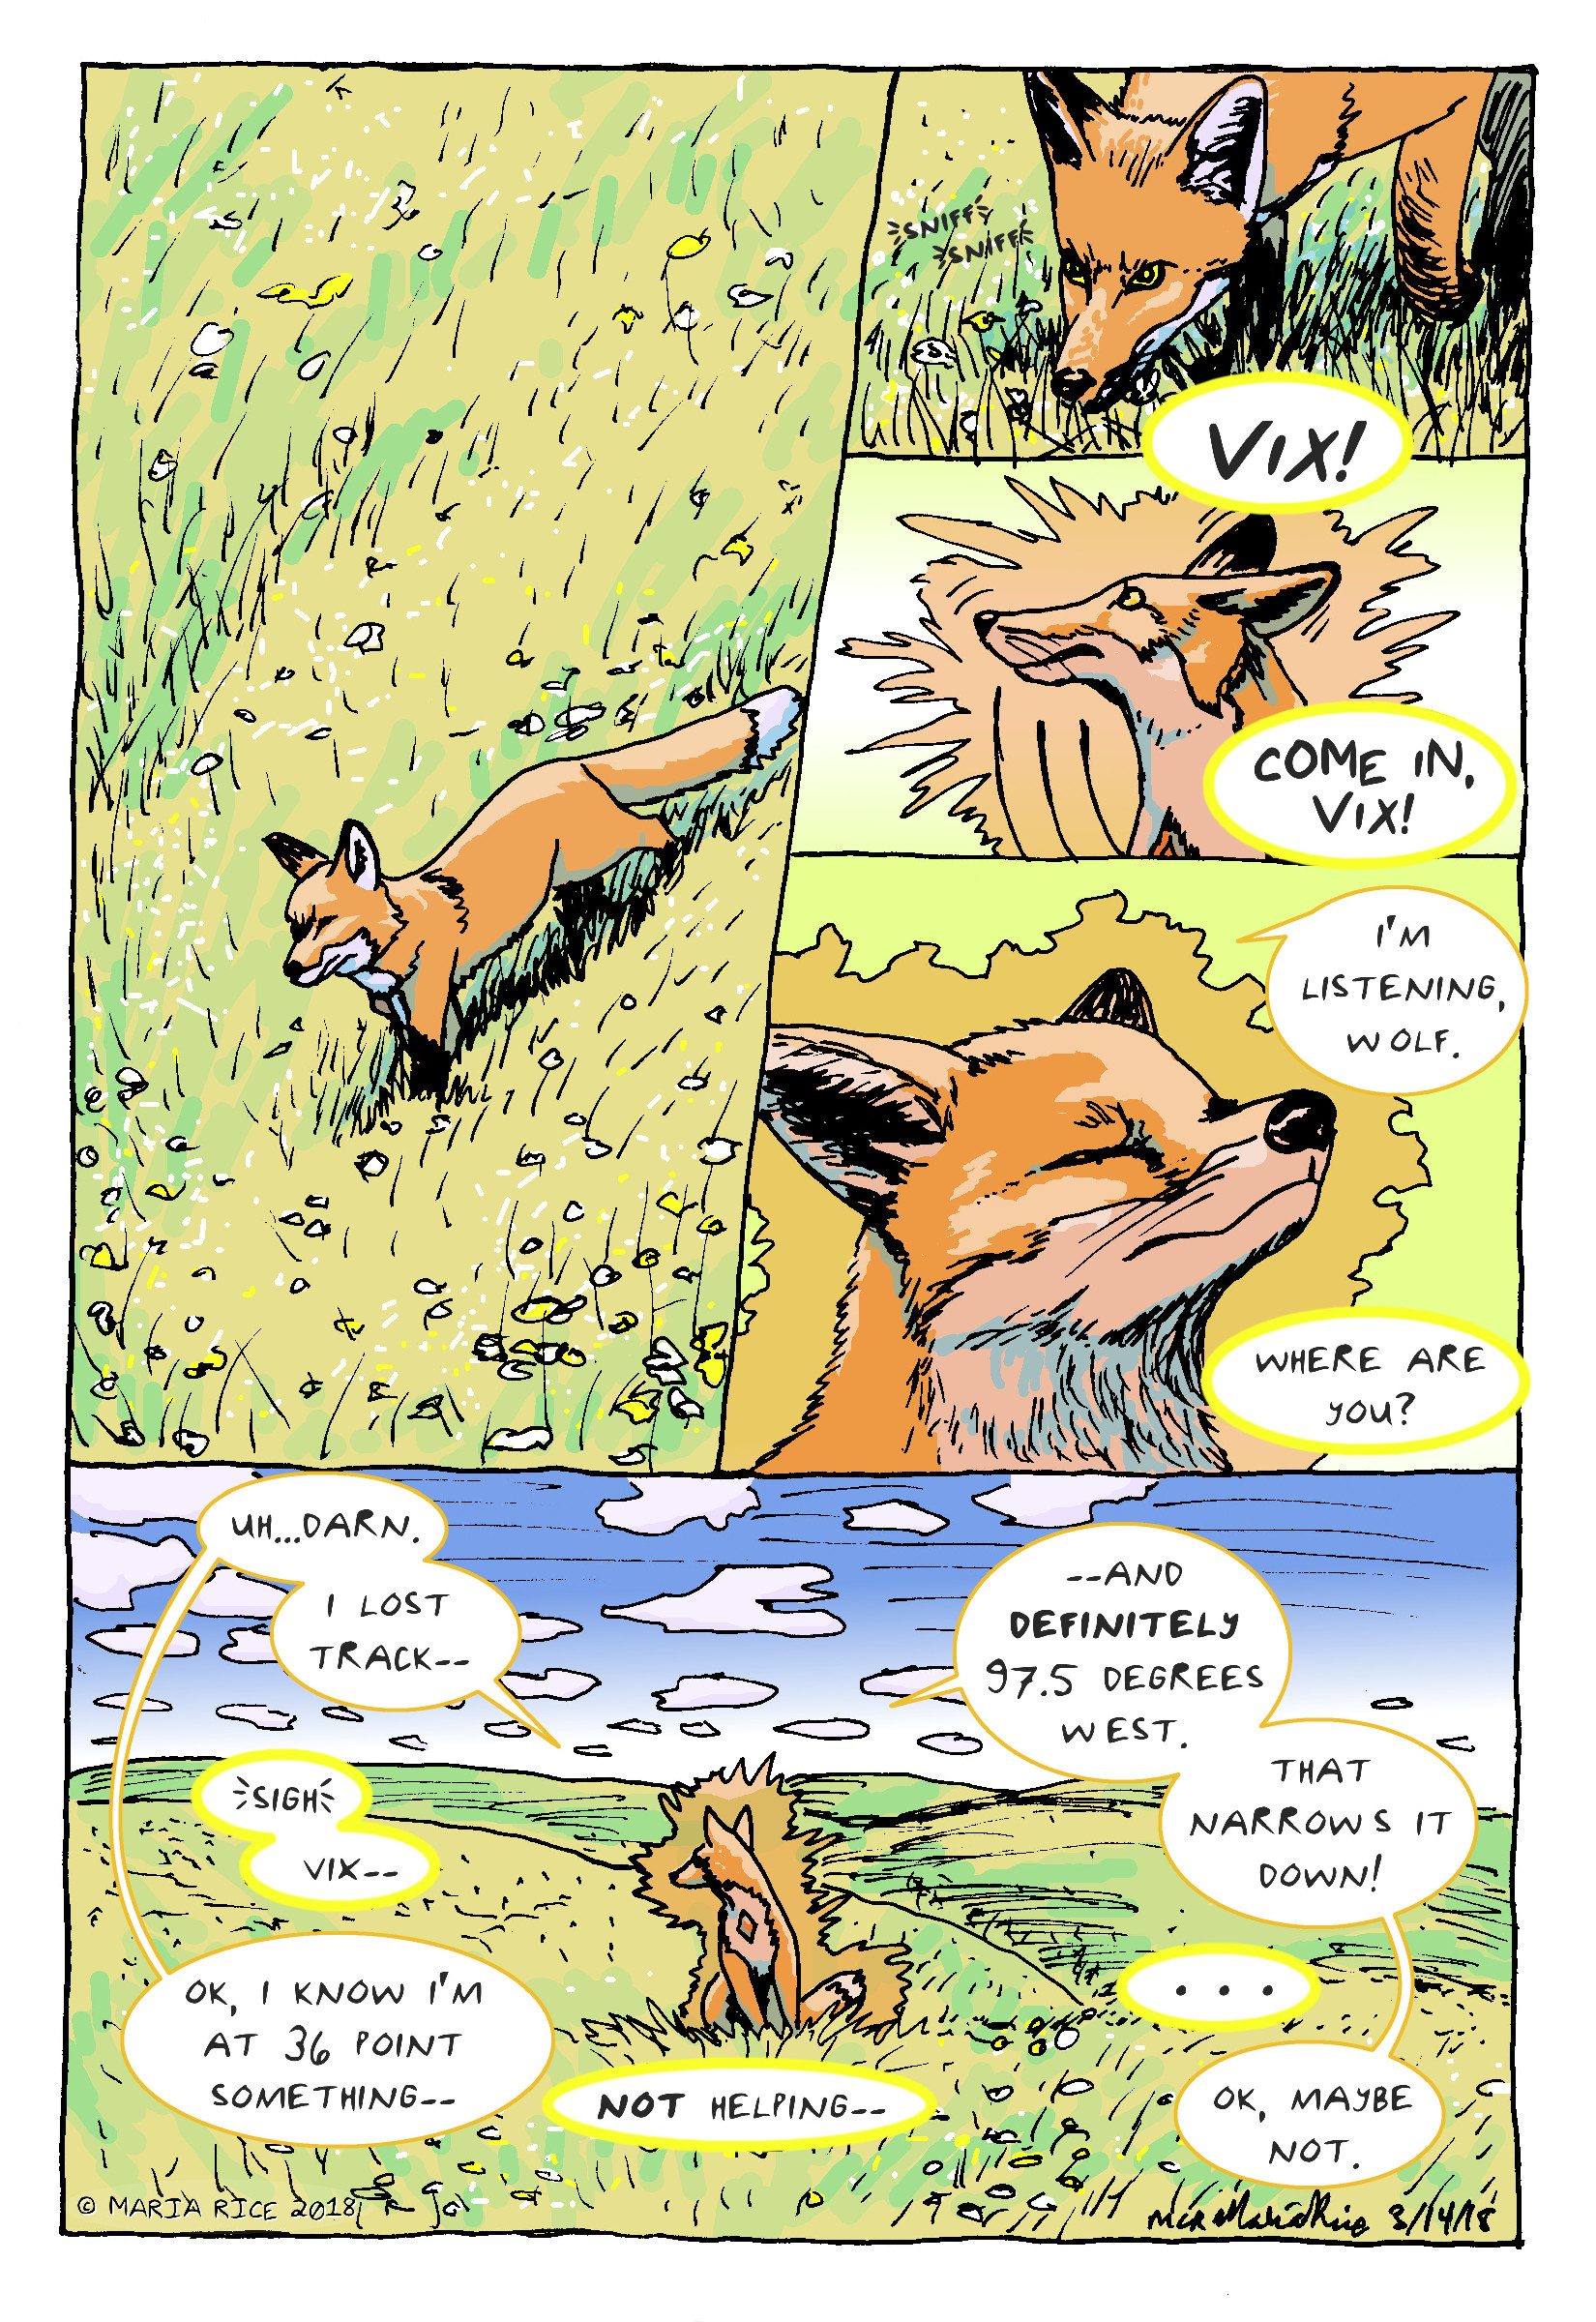 SNIFF
SNIFF
VIX!
COME IN,
VIX!
I'M
LISTENING,
WOLF.
WHERE ARE
YOU?
UH...DARN.
I LOST
TRACK--
SIGH
VIX--
OK, I KNOW I'M
AT 36 POINT
SOMETHING--
NOT HELPING--
--AND
DEFINITELY
97.5 DEGREES
WEST.
THAT
NARROWS IT
DOWN!
...
OK, MAYBE
NOT.
© MARIA RICE 2018
Maria Rice 3/14/18